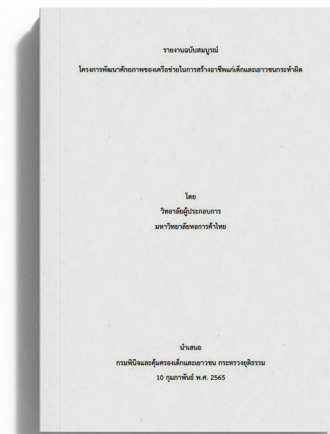 รายงานฉบับสมบูรณ์
โครงการพัฒนาศักยภาพของเครือข่ายในการสร้างอาชีพแก่เด็กและเยาวชนกระทำผิด
โดย
วิทยาลัยผู้ประกอบการ
มหาวิทยาลัยหอการค้าไทย
นำเสนอ
กรมพินิจและคุ้มครองเด็กและเยาวชน กระทรวงยุติธรรม
10 กุมภาพันธ์ พ.ศ. 2565